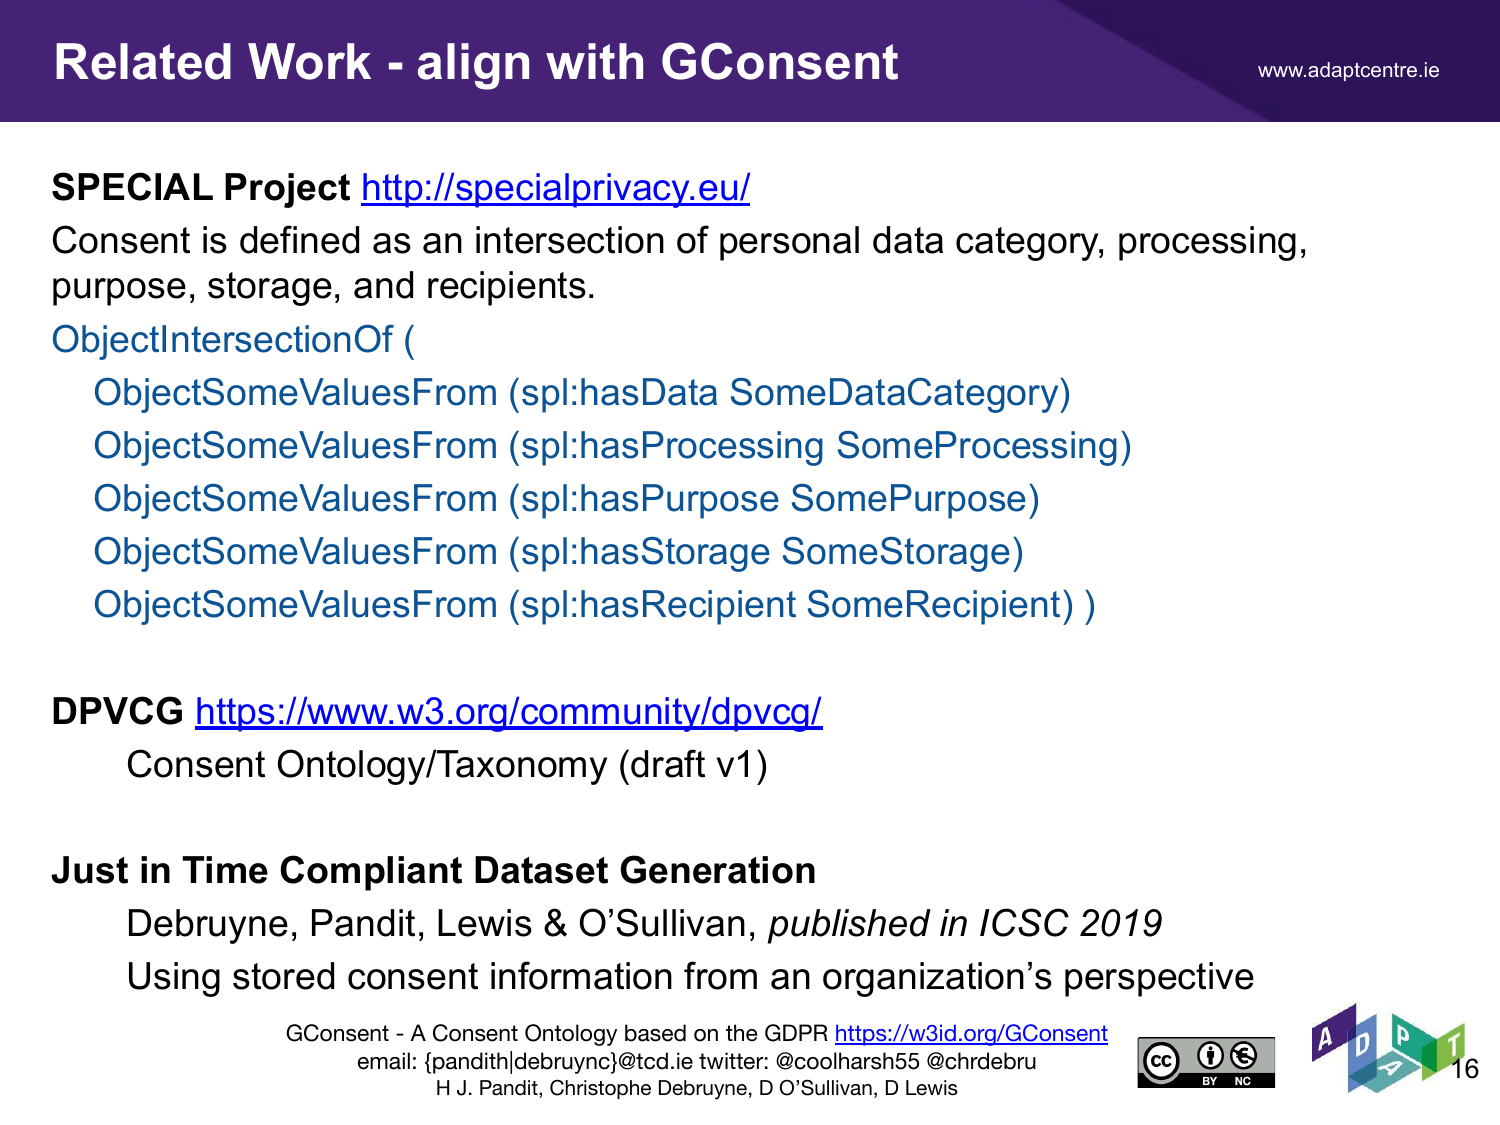 Related Work - align with GConsent
www.adaptcentre.ie
SPECIAL Project http://specialprivacy.eu/
Consent is defined as an intersection of personal data category, processing,
purpose, storage, and recipients.
ObjectIntersectionOf (
ObjectSomeValuesFrom (spl:hasData SomeDataCategory)
ObjectSomeValuesFrom (spl:hasProcessing SomeProcessing)
ObjectSomeValuesFrom (spl:hasPurpose SomePurpose)
ObjectSomeValuesFrom (spl:hasStorage SomeStorage)
ObjectSomeValuesFrom (spl:hasRecipient SomeRecipient) )
DPVCG https://www.w3.org/community/dpvcg/
Consent Ontology/Taxonomy (draft v1)
Just in Time Compliant Dataset Generation
Debruyne, Pandit, Lewis & O’Sullivan, published in ICSC 2019
Using stored consent information from an organization’s perspective
GConsent - A Consent Ontology based on the GDPR https://w3id.org/GConsent
email: {pandith|debruync}@tcd.ie twitter: @coolharsh55 @chrdebru
H J. Pandit, Christophe Debruyne, D O’Sullivan, D Lewis
cc BY NC
ADAPT
16